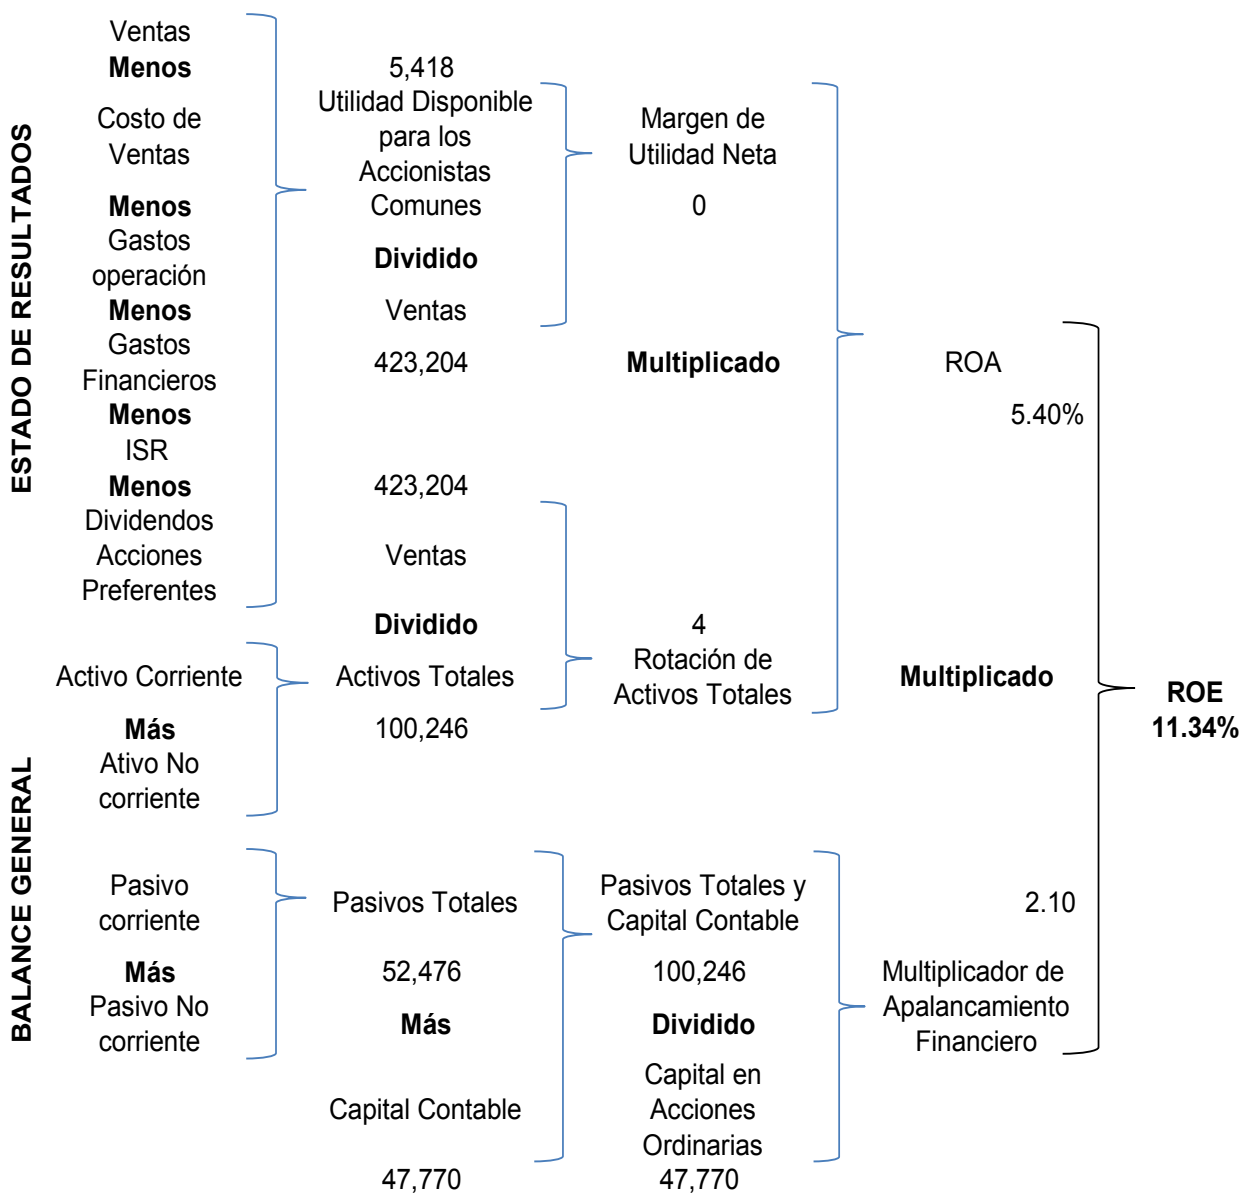 ESTADO DE RESULTADOS
Ventas
Menos
Costo de
Ventas
Menos
Gastos
operación
Menos
Gastos
Financieros
Menos
ISR
Menos
Dividendos
Acciones
Preferentes
5,418
Utilidad Disponible
para los
Accionistas
Comunes
Dividido
Ventas
423,204
Margen de
Utilidad Neta
0
Multiplicado
ROA
5.40%
423,204
Ventas
Dividido
Activos Totales
100,246
4
Rotación de
Activos Totales
Multiplicado
ROE
11.34%
BALANCE GENERAL
Activo Corriente
Más
Ativo No
corriente
Pasivo
corriente
Más
Pasivo No
corriente
Pasivos Totales
52,476
Más
Capital Contable
47,770
Pasivos Totales y
Capital Contable
100,246
Dividido
Capital en
Acciones
Ordinarias
47,770
2.10
Multiplicador de
Apalancamiento
Financiero